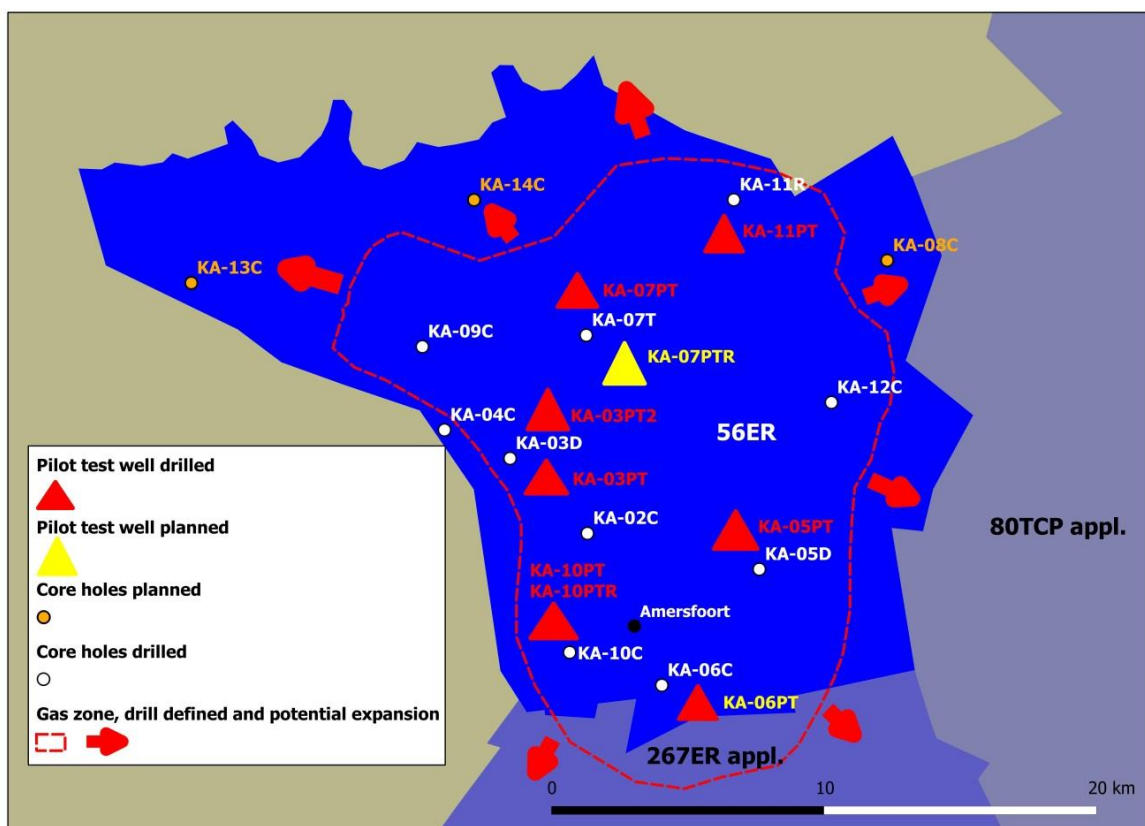 KA-14C
KA-11R
KA-11PT
KA-08C
KA-13C
KA-07PT
KA-07T
KA-09C
KA-07PTR
KA-12C
KA-04C
KA-03PT2
56ER
KA-03D
KA-03PT
KA-02C
KA-05PT
80TCP appl.
KA-05D
KA-10PT
KA-10PTR
Amersfoort
KA-10C
KA-06C
KA-06PT
267ER appl.
Pilot test well drilled
Pilot test well planned
Core holes planned
Core holes drilled
Gas zone, drill defined and potential expansion
0 10 20 km